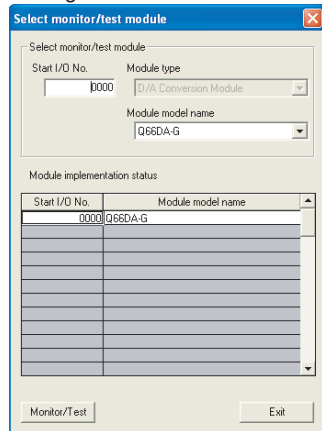 Select monitor/test module
Select monitor/test module
Start I/O No. Module type
0000 D/A Conversion Module
Module model name
Q66DA-G
Module implementation status
Start I/O No. Module model name
0000 Q66DA-G
Monitor/Test Exit